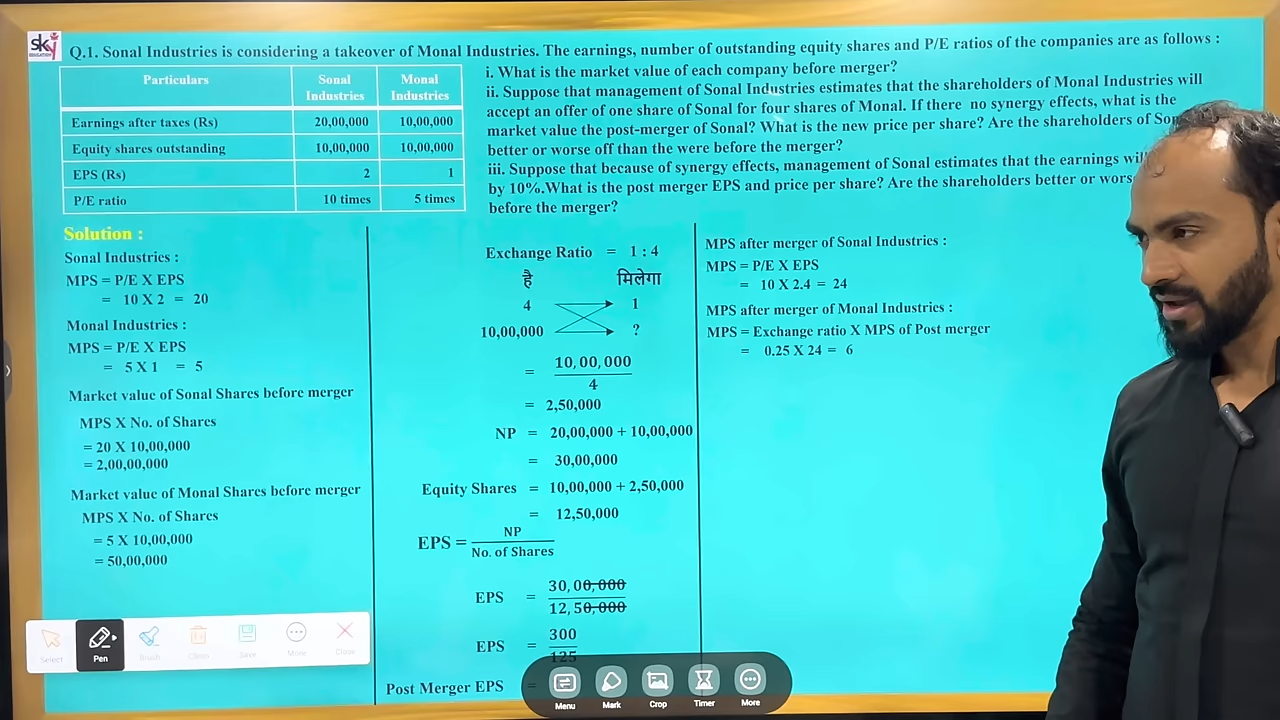 sky
EDUCATION
Q.1. Sonal Industries is considering a takeover of Monal Industries. The earnings, number of outstanding equity shares and P/E ratios of the companies are as follows :
Particulars Sonal Industries Monal Industries
Earnings after taxes (Rs) 20,00,000 10,00,000
Equity shares outstanding 10,00,000 10,00,000
EPS (Rs) 2 1
P/E ratio 10 times 5 times
i. What is the market value of each company before merger?
ii. Suppose that management of Sonal Industries estimates that the shareholders of Monal Industries will
accept an offer of one share of Sonal for four shares of Monal. If there no synergy effects, what is the
market value the post-merger of Sonal? What is the new price per share? Are the shareholders of
better or worse off than the were before the merger?
iii. Suppose that because of synergy effects, management of Sonal estimates that the earnings
by 10%.What is the post merger EPS and price per share? Are the shareholders better or
before the merger?
Solution :
Sonal Industries :
MPS = P/E X EPS
= 10 X 2 = 20
Monal Industries :
MPS = P/E X EPS
= 5 X 1 = 5
Market value of Sonal Shares before merger
MPS X No. of Shares
= 20 X 10,00,000
= 2,00,00,000
Market value of Monal Shares before merger
MPS X No. of Shares
= 5 X 10,00,000
= 50,00,000
Exchange Ratio = 1 : 4
है मिलेगा
4 1
10,00,000 ?
= 10,00,000 / 4
= 2,50,000
NP = 20,00,000 + 10,00,000
= 30,00,000
Equity Shares = 10,00,000 + 2,50,000
= 12,50,000
EPS = NP / No. of Shares
EPS = 30,00,000 / 12,50,000
EPS = 300 / 125
Post Merger EPS =
MPS after merger of Sonal Industries :
MPS = P/E X EPS
= 10 X 2.4 = 24
MPS after merger of Monal Industries :
MPS = Exchange ratio X MPS of Post merger
= 0.25 X 24 = 6
Select Pen Brush Clean Save More Close
Menu Mark Crop Timer More